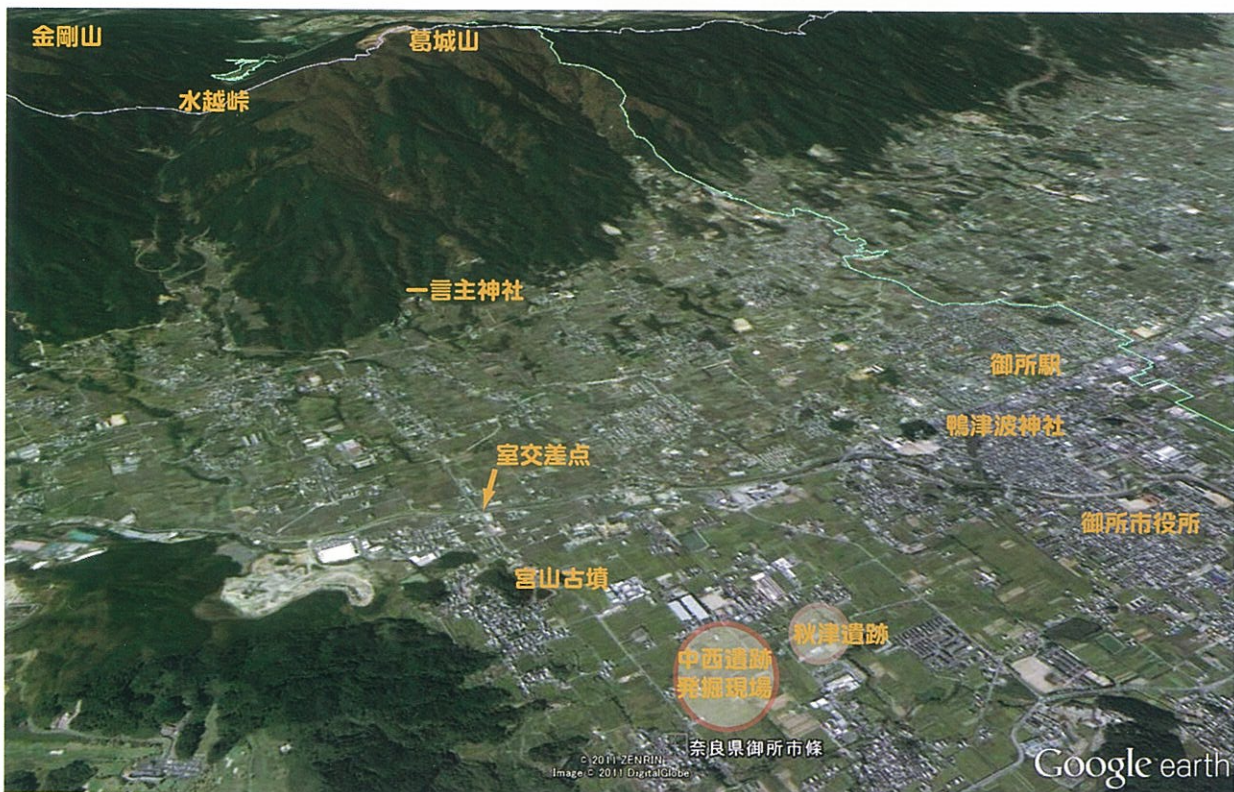 金剛山
葛城山
水越峠
一言主神社
御所駅
鴨津波神社
室交差点
御所市役所
宮山古墳
秋津遺跡
中西遺跡
発掘現場
奈良県御所市條
© 2011 ZENRIN
Image © 2011 DigitalGlobe
Google earth